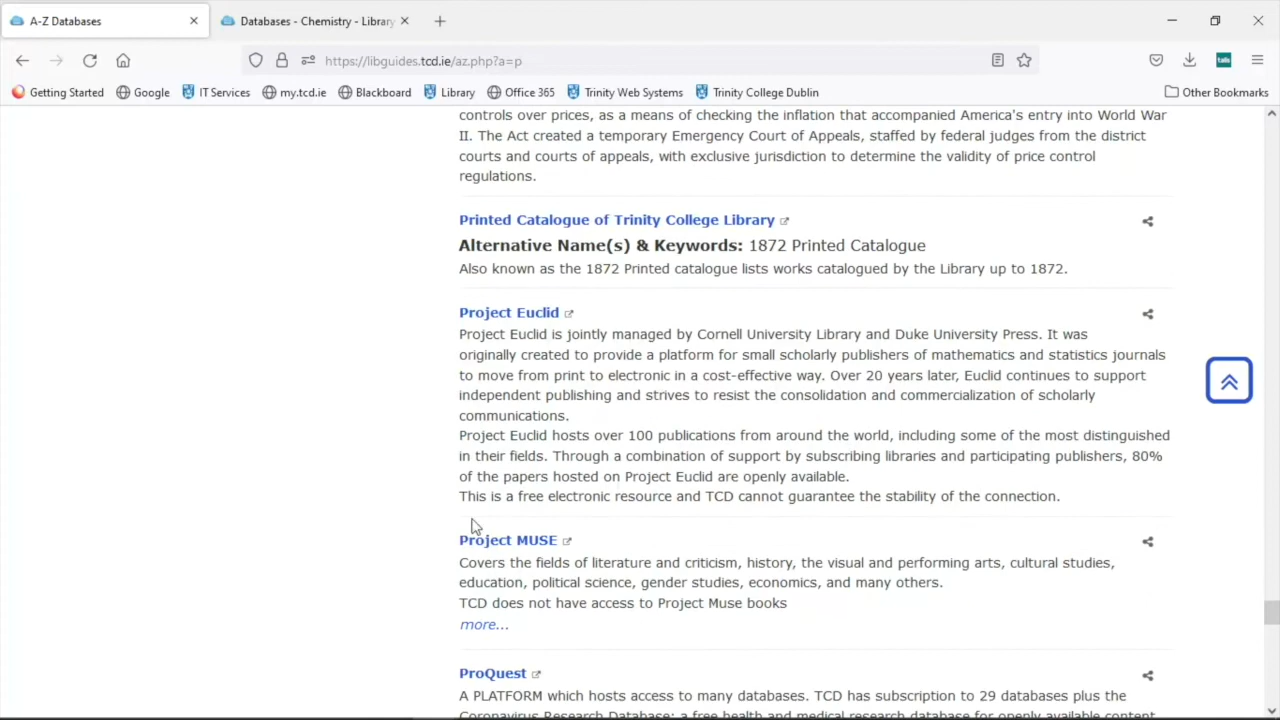 A-Z Databases
Databases - Chemistry - Library
https://libguides.tcd.ie/az.php?a=p
talis
Getting Started Google IT Services my.tcd.ie Blackboard Library Office 365 Trinity Web Systems Trinity College Dublin Other Bookmarks
controls over prices, as a means of checking the inflation that accompanied America's entry into World War
II. The Act created a temporary Emergency Court of Appeals, staffed by federal judges from the district
courts and courts of appeals, with exclusive jurisdiction to determine the validity of price control
regulations.
Printed Catalogue of Trinity College Library
Alternative Name(s) & Keywords: 1872 Printed Catalogue
Also known as the 1872 Printed catalogue lists works catalogued by the Library up to 1872.
Project Euclid
Project Euclid is jointly managed by Cornell University Library and Duke University Press. It was
originally created to provide a platform for small scholarly publishers of mathematics and statistics journals
to move from print to electronic in a cost-effective way. Over 20 years later, Euclid continues to support
independent publishing and strives to resist the consolidation and commercialization of scholarly
communications.
Project Euclid hosts over 100 publications from around the world, including some of the most distinguished
in their fields. Through a combination of support by subscribing libraries and participating publishers, 80%
of the papers hosted on Project Euclid are openly available.
This is a free electronic resource and TCD cannot guarantee the stability of the connection.
Project MUSE
Covers the fields of literature and criticism, history, the visual and performing arts, cultural studies,
education, political science, gender studies, economics, and many others.
TCD does not have access to Project Muse books
more...
ProQuest
A PLATFORM which hosts access to many databases. TCD has subscription to 29 databases plus the
Coronavirus Research Database: a free health and medical research database for openly available content